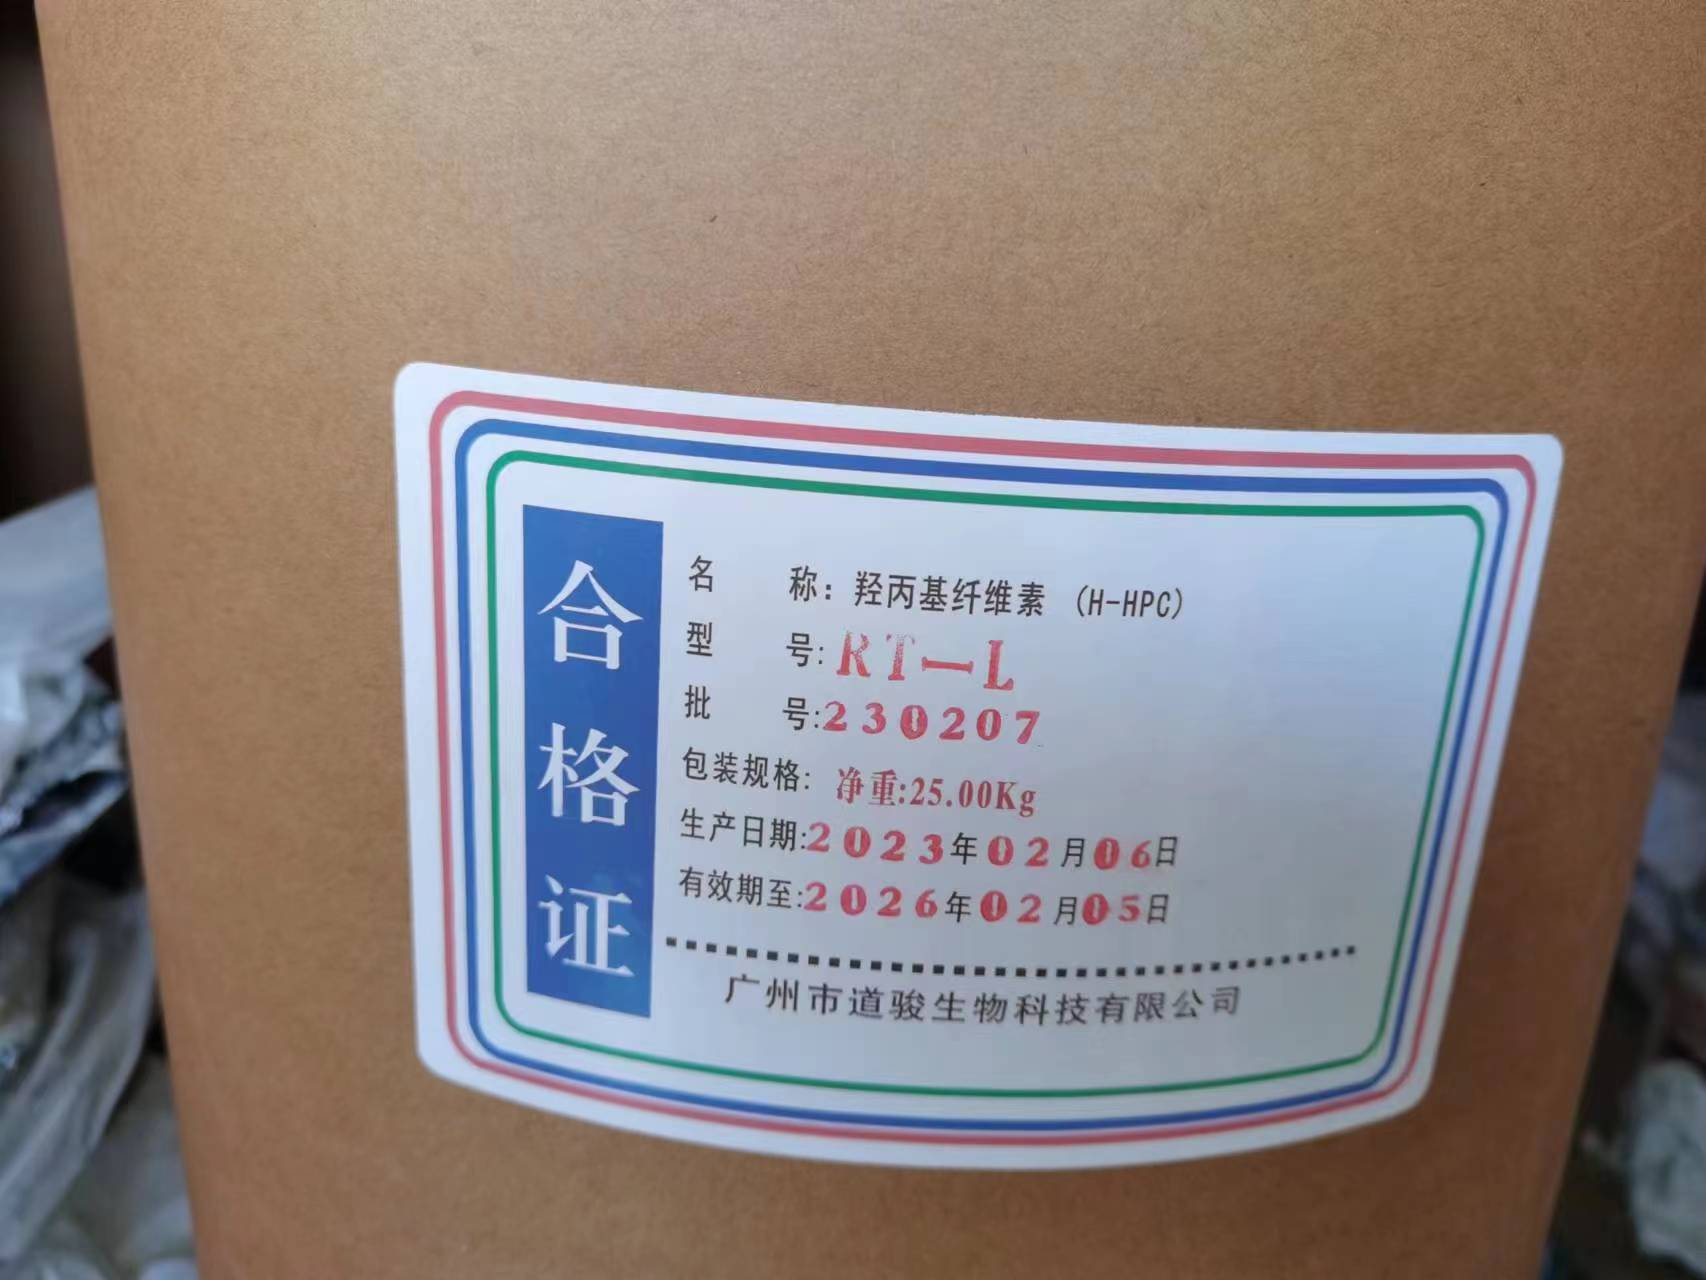 合格证
名 称：羟丙基纤维素 (H-HPC)
型 号:RT-L
批 号:230207
包装规格: 净重:25.00Kg
生产日期:2023年02月06日
有效期至:2026年02月05日
广州市道骏生物科技有限公司